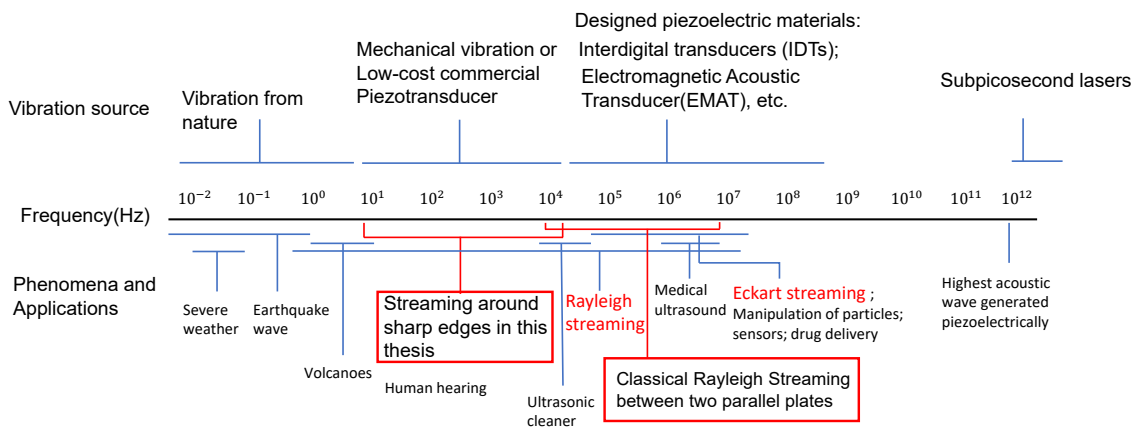 Designed piezoelectric materials:
Interdigital transducers (IDTs);
Electromagnetic Acoustic
Transducer(EMAT), etc.
Mechanical vibration or
Low-cost commercial
Piezotransducer
Subpicosecond lasers
Vibration source
Vibration from
nature
10⁻² 10⁻¹ 10⁰ 10¹ 10² 10³ 10⁴ 10⁵ 10⁶ 10⁷ 10⁸ 10⁹ 10¹⁰ 10¹¹ 10¹²
Frequency(Hz)
Phenomena and
Applications
Severe
weather
Earthquake
wave
Volcanoes
Streaming around
sharp edges in this
thesis
Human hearing
Rayleigh
streaming
Ultrasonic
cleaner
Medical
ultrasound
Eckart streaming ;
Manipulation of particles;
sensors; drug delivery
Classical Rayleigh Streaming
between two parallel plates
Highest acoustic
wave generated
piezoelectrically